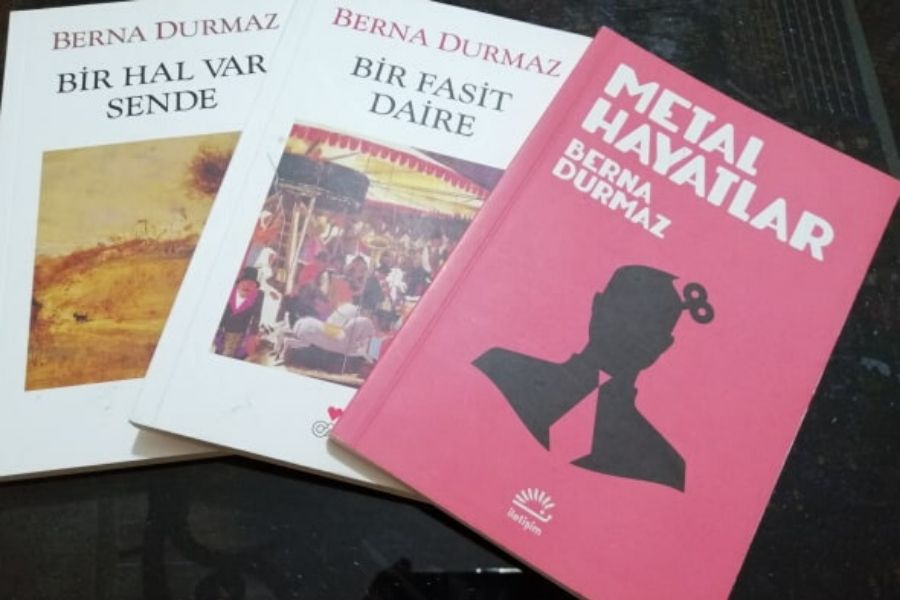 BERNA DURMAZ
BİR HAL VAR
SENDE
BERNA DURMAZ
BİR FASİT
DAİRE
METAL
HAYATLAR
BERNA
DURMAZ
iletişim